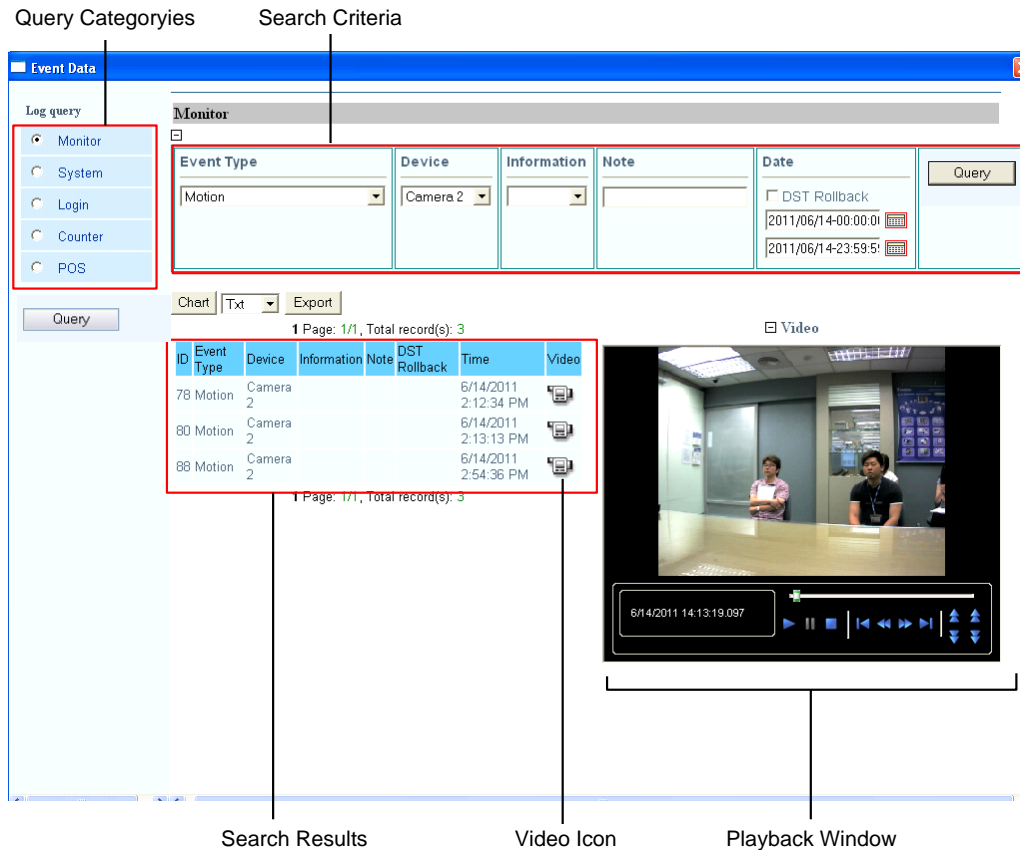 Query Categoryies
Search Criteria
Event Data
Log query
Monitor
System
Login
Counter
POS
Query
Monitor
Event Type
Device
Information
Note
Date
Motion
Camera 2
DST Rollback
2011/06/14-00:00:0
2011/06/14-23:59:5
Query
Chart
Txt
Export
1 Page: 1/1, Total record(s): 3
Video
ID Event Type Device Information Note DST Rollback Time Video
78 Motion Camera 2 6/14/2011 2:12:34 PM
80 Motion Camera 2 6/14/2011 2:13:13 PM
88 Motion Camera 2 6/14/2011 2:54:36 PM
1 Page: 1/1, Total record(s): 3
6/14/2011 14:13:19.097
Search Results
Video Icon
Playback Window